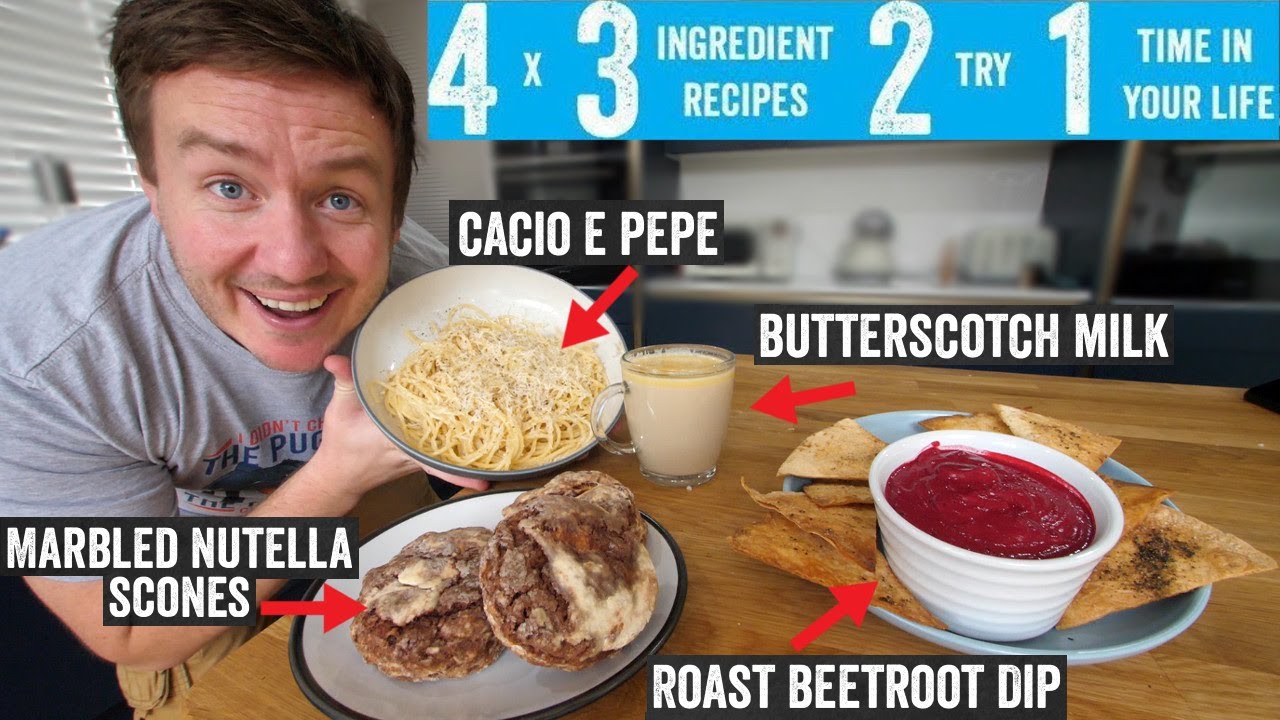 4 x 3 INGREDIENT RECIPES 2 TRY 1 TIME IN YOUR LIFE
CACIO E PEPE
BUTTERSCOTCH MILK
MARBLED NUTELLA
SCONES
ROAST BEETROOT DIP
I DIDN'T
THE PUG